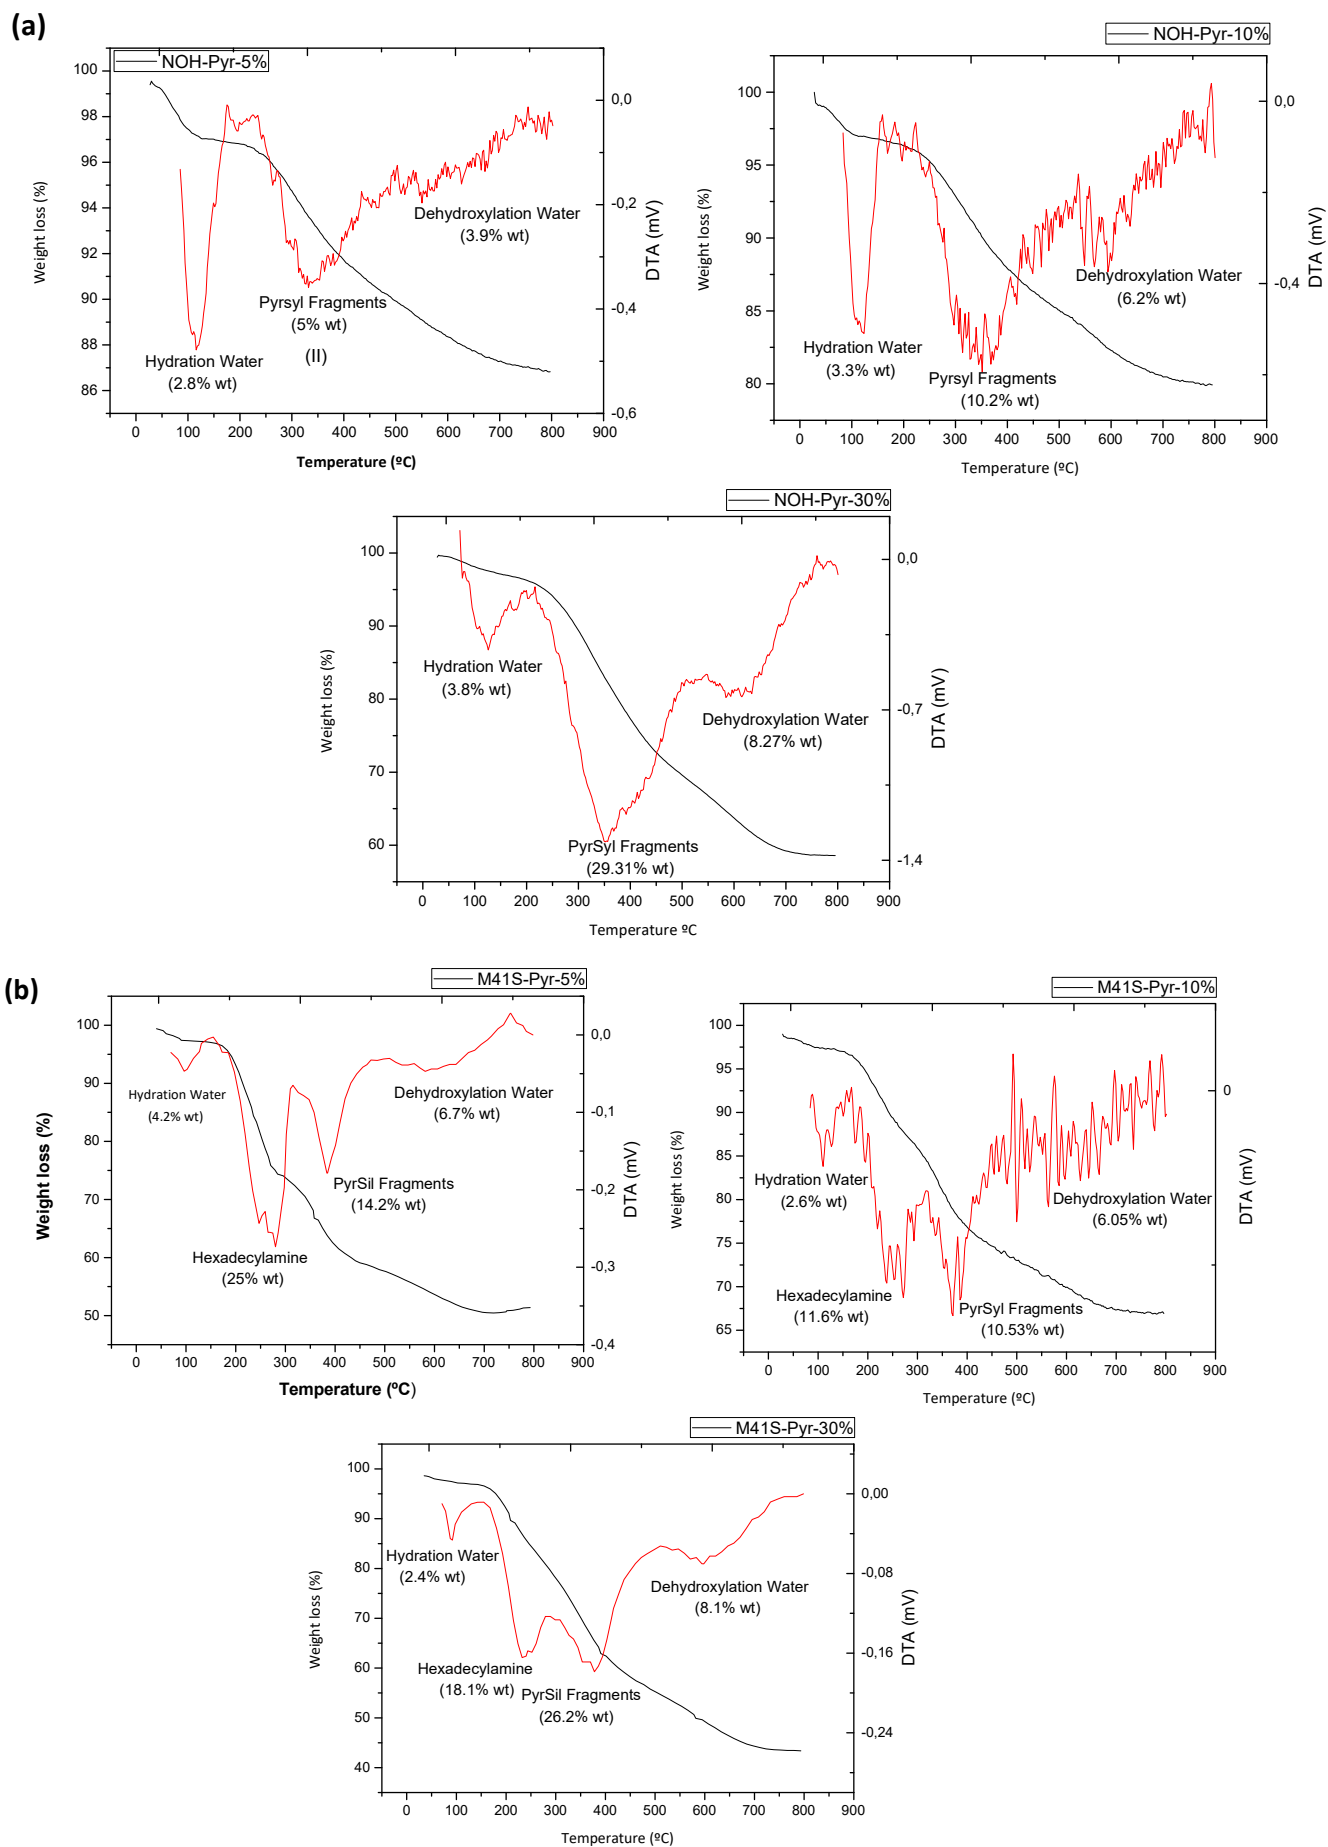 (a)
NOH-Pyr-5%
100
98
96
94
92
90
88
86
Weight loss (%)
0,0
-0,2
-0,4
-0,6
DTA (mV)
Dehydroxylation Water
(3.9% wt)
Pyrsyl Fragments
(5% wt)
(II)
Hydration Water
(2.8% wt)
0 100 200 300 400 500 600 700 800 900
Temperature (ºC)
NOH-Pyr-10%
100
95
90
85
80
Weight loss (%)
0,0
-0,4
DTA (mV)
Dehydroxylation Water
(6.2% wt)
Hydration Water
(3.3% wt)
Pyrsyl Fragments
(10.2% wt)
0 100 200 300 400 500 600 700 800 900
Temperature (ºC)
NOH-Pyr-30%
100
90
80
70
60
Weight loss (%)
0,0
-0,7
-1,4
DTA (mV)
Hydration Water
(3.8% wt)
Dehydroxylation Water
(8.27% wt)
PyrSyl Fragments
(29.31% wt)
0 100 200 300 400 500 600 700 800 900
Temperature ºC
(b)
M41S-Pyr-5%
100
90
80
70
60
50
Weight loss (%)
0,0
-0,1
-0,2
-0,3
-0,4
DTA (mV)
Hydration Water
(4.2% wt)
Dehydroxylation Water
(6.7% wt)
PyrSil Fragments
(14.2% wt)
Hexadecylamine
(25% wt)
0 100 200 300 400 500 600 700 800 900
Temperature (ºC)
M41S-Pyr-10%
100
95
90
85
80
75
70
65
Weight loss (%)
0
DTA (mV)
Hydration Water
(2.6% wt)
Dehydroxylation Water
(6.05% wt)
Hexadecylamine
(11.6% wt)
PyrSyl Fragments
(10.53% wt)
0 100 200 300 400 500 600 700 800 900
Temperature (ºC)
M41S-Pyr-30%
100
90
80
70
60
50
40
Weight loss (%)
0,00
-0,08
-0,16
-0,24
DTA (mV)
Hydration Water
(2.4% wt)
Dehydroxylation Water
(8.1% wt)
Hexadecylamine
(18.1% wt)
PyrSil Fragments
(26.2% wt)
0 100 200 300 400 500 600 700 800 900
Temperature (ºC)